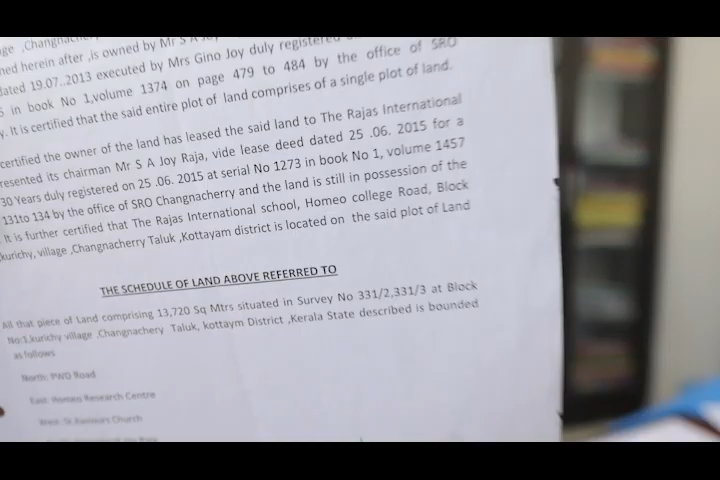 ge ,Changnacherry
ned herein after ,is owned by Mr S A Joy
dated 19.07..2013 executed by Mrs Gino Joy duly registered
5 in book No 1,volume 1374 on page 479 to 484 by the office of SRO
y. It is certified that the said entire plot of land comprises of a single plot of land.
certified the owner of the land has leased the said land to The Rajas International
resented its chairman Mr S A Joy Raja, vide lease deed dated 25 .06. 2015 for a
30 Years duly registered on 25 .06. 2015 at serial No 1273 in book No 1, volume 1457
131to 134 by the office of SRO Changnacherry and the land is still in possession of the
. It is further certified that The Rajas International school, Homeo college Road, Block
kurichy, village ,Changnacherry Taluk ,Kottayam district is located on the said plot of Land
THE SCHEDULE OF LAND ABOVE REFERRED TO
All that piece of Land comprising 13,720 Sq Mtrs situated in Survey No 331/2,331/3 at Block
No:1,kurichy village ,Changnachery Taluk, kottaym District ,Kerala State described is bounded
as follows
North: PWD Road
East: Homeo Research Centre
West: St. Church